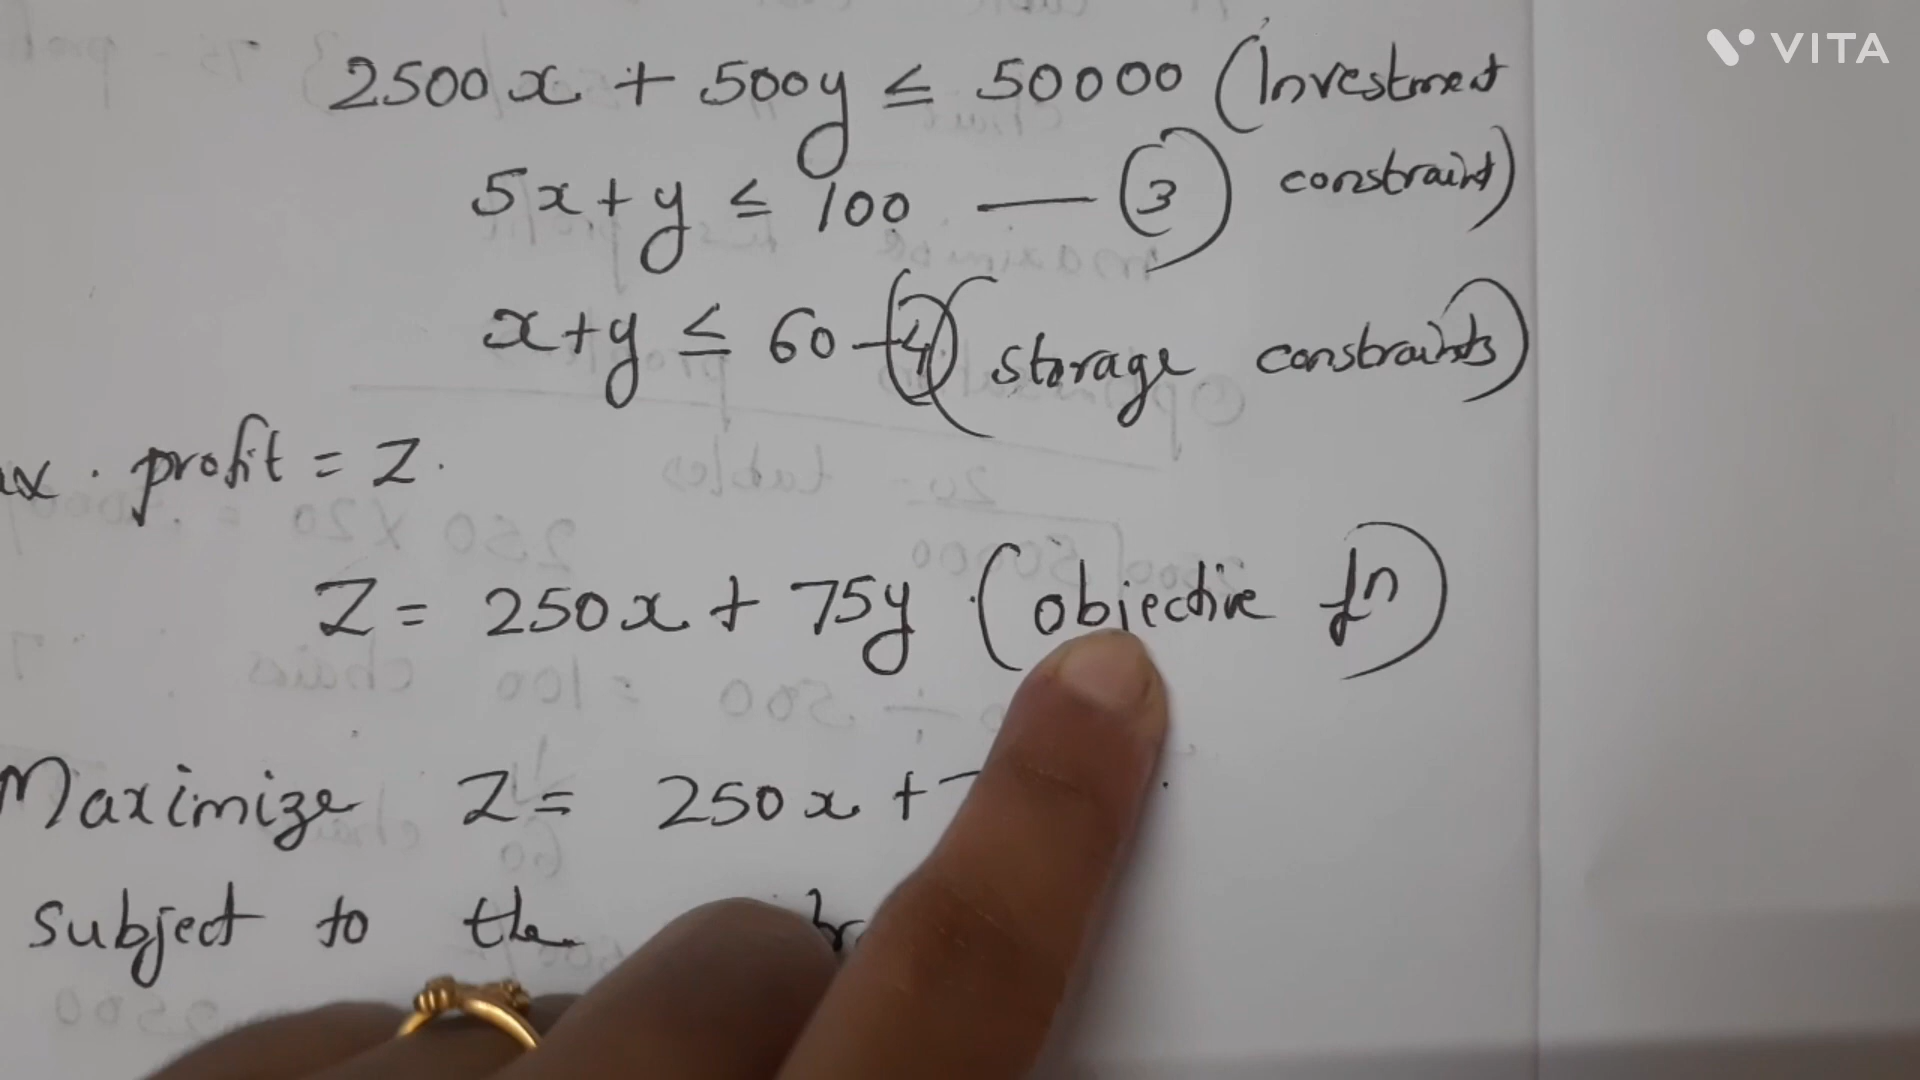 VITA
2500x + 500y ≤ 50000 (Investment
5x + y ≤ 100 — (3) constraint)
x + y ≤ 60 — (4) (storage constraints)
profit = Z.
Z = 250x + 75y (objective fn)
Maximize Z = 250x +
subject to the